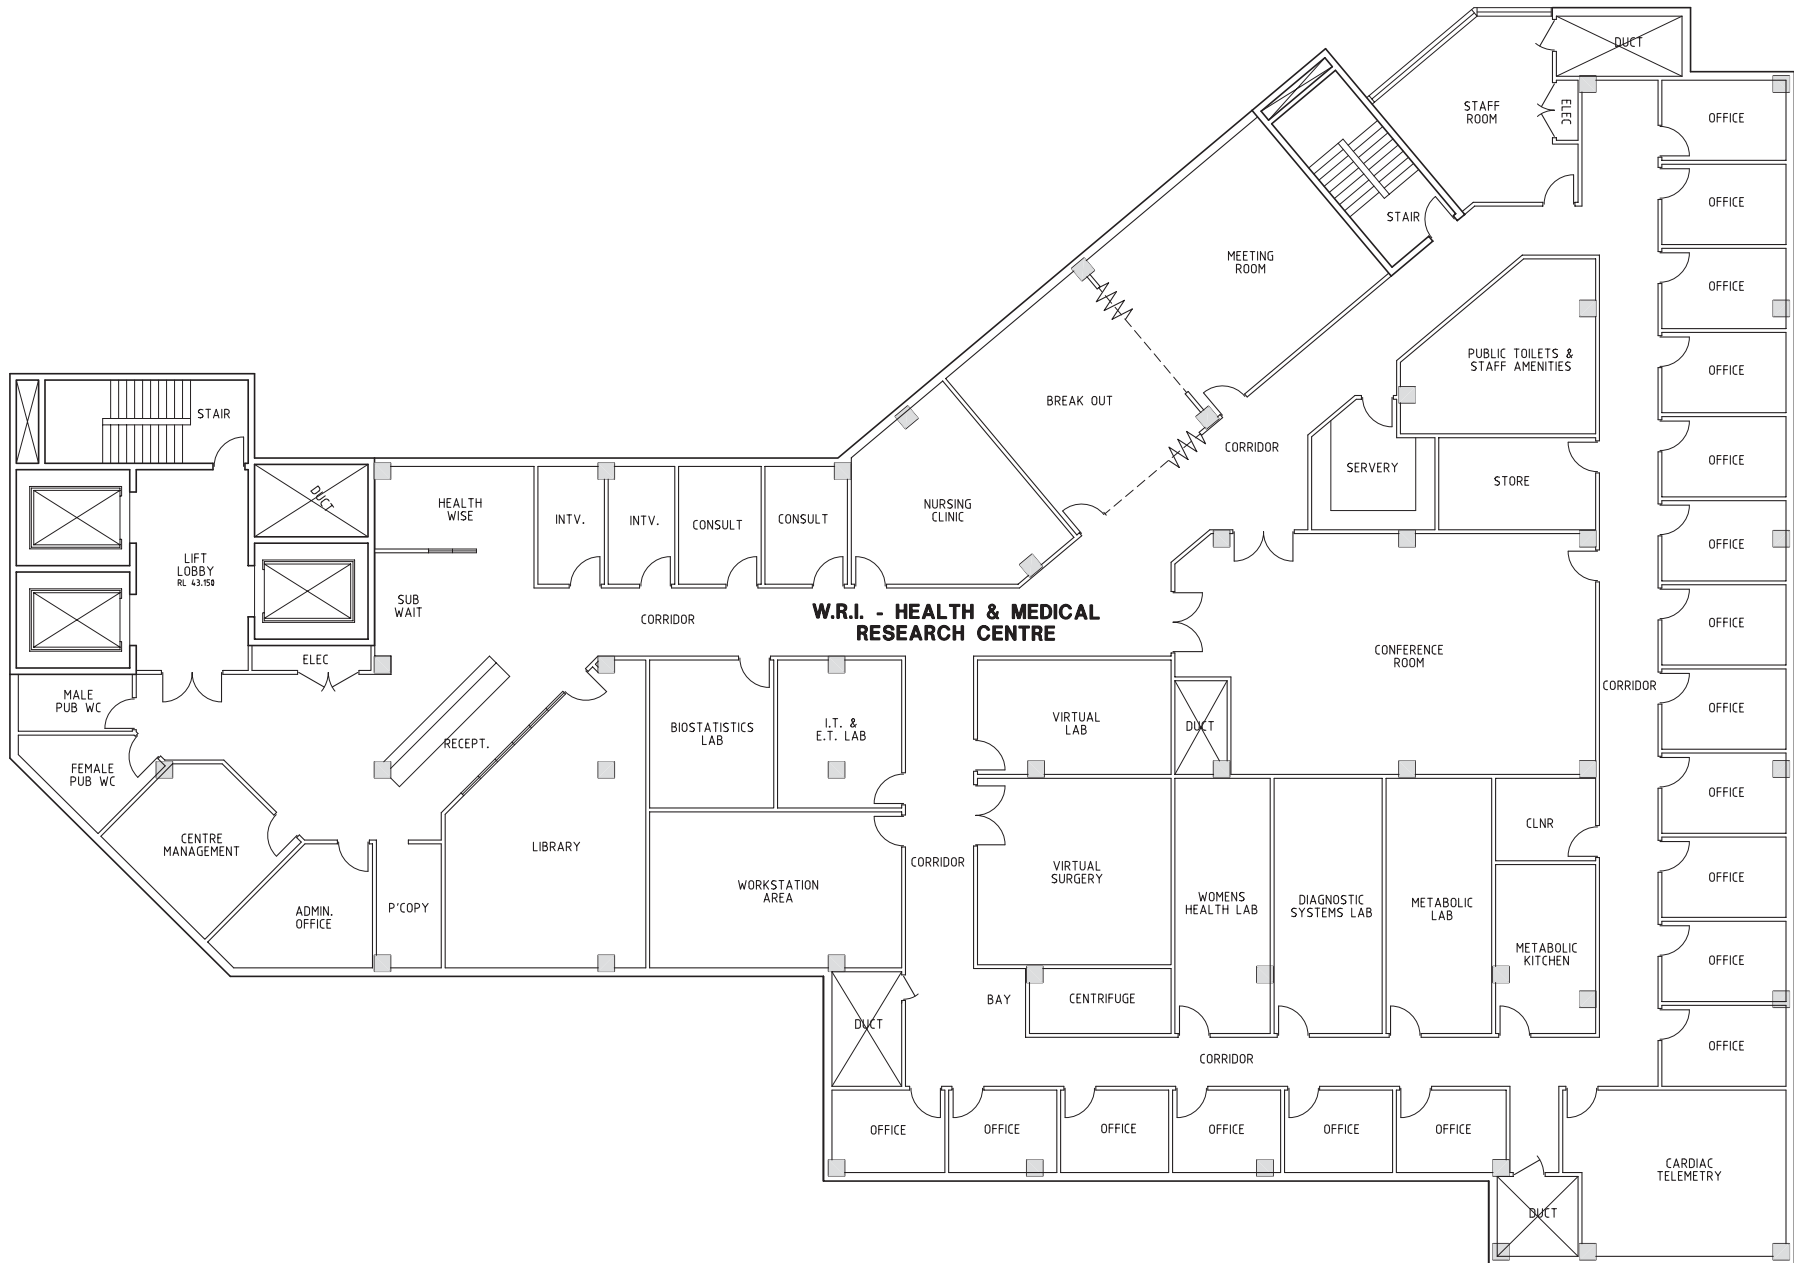 DUCT
STAFF
ROOM
ELEC
OFFICE
OFFICE
STAIR
MEETING
ROOM
OFFICE
PUBLIC TOILETS &
STAFF AMENITIES
OFFICE
BREAK OUT
STAIR
CORRIDOR
OFFICE
SERVERY
STORE
DUCT
HEALTH
WISE
INTV.
INTV.
CONSULT
CONSULT
NURSING
CLINIC
OFFICE
LIFT
LOBBY
RL 43.150
SUB
WAIT
CORRIDOR
W.R.I. - HEALTH & MEDICAL
RESEARCH CENTRE
OFFICE
ELEC
CONFERENCE
ROOM
CORRIDOR
MALE
PUB WC
OFFICE
RECEPT.
BIOSTATISTICS
LAB
I.T. &
E.T. LAB
VIRTUAL
LAB
DUCT
FEMALE
PUB WC
OFFICE
CENTRE
MANAGEMENT
LIBRARY
CORRIDOR
VIRTUAL
SURGERY
CLNR
OFFICE
ADMIN.
OFFICE
P'COPY
WORKSTATION
AREA
WOMENS
HEALTH LAB
DIAGNOSTIC
SYSTEMS LAB
METABOLIC
LAB
METABOLIC
KITCHEN
OFFICE
BAY
CENTRIFUGE
DUCT
CORRIDOR
OFFICE
OFFICE
OFFICE
OFFICE
OFFICE
OFFICE
OFFICE
CARDIAC
TELEMETRY
DUCT